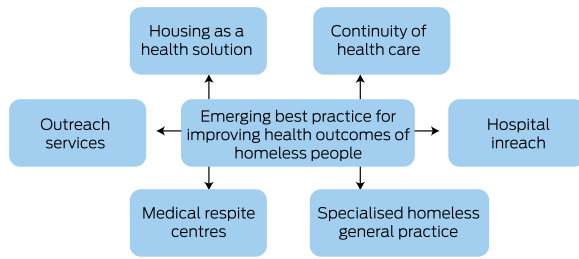 Housing as a
health solution
Continuity of
health care
Outreach
services
Emerging best practice for
improving health outcomes of
homeless people
Hospital
inreach
Medical respite
centres
Specialised homeless
general practice